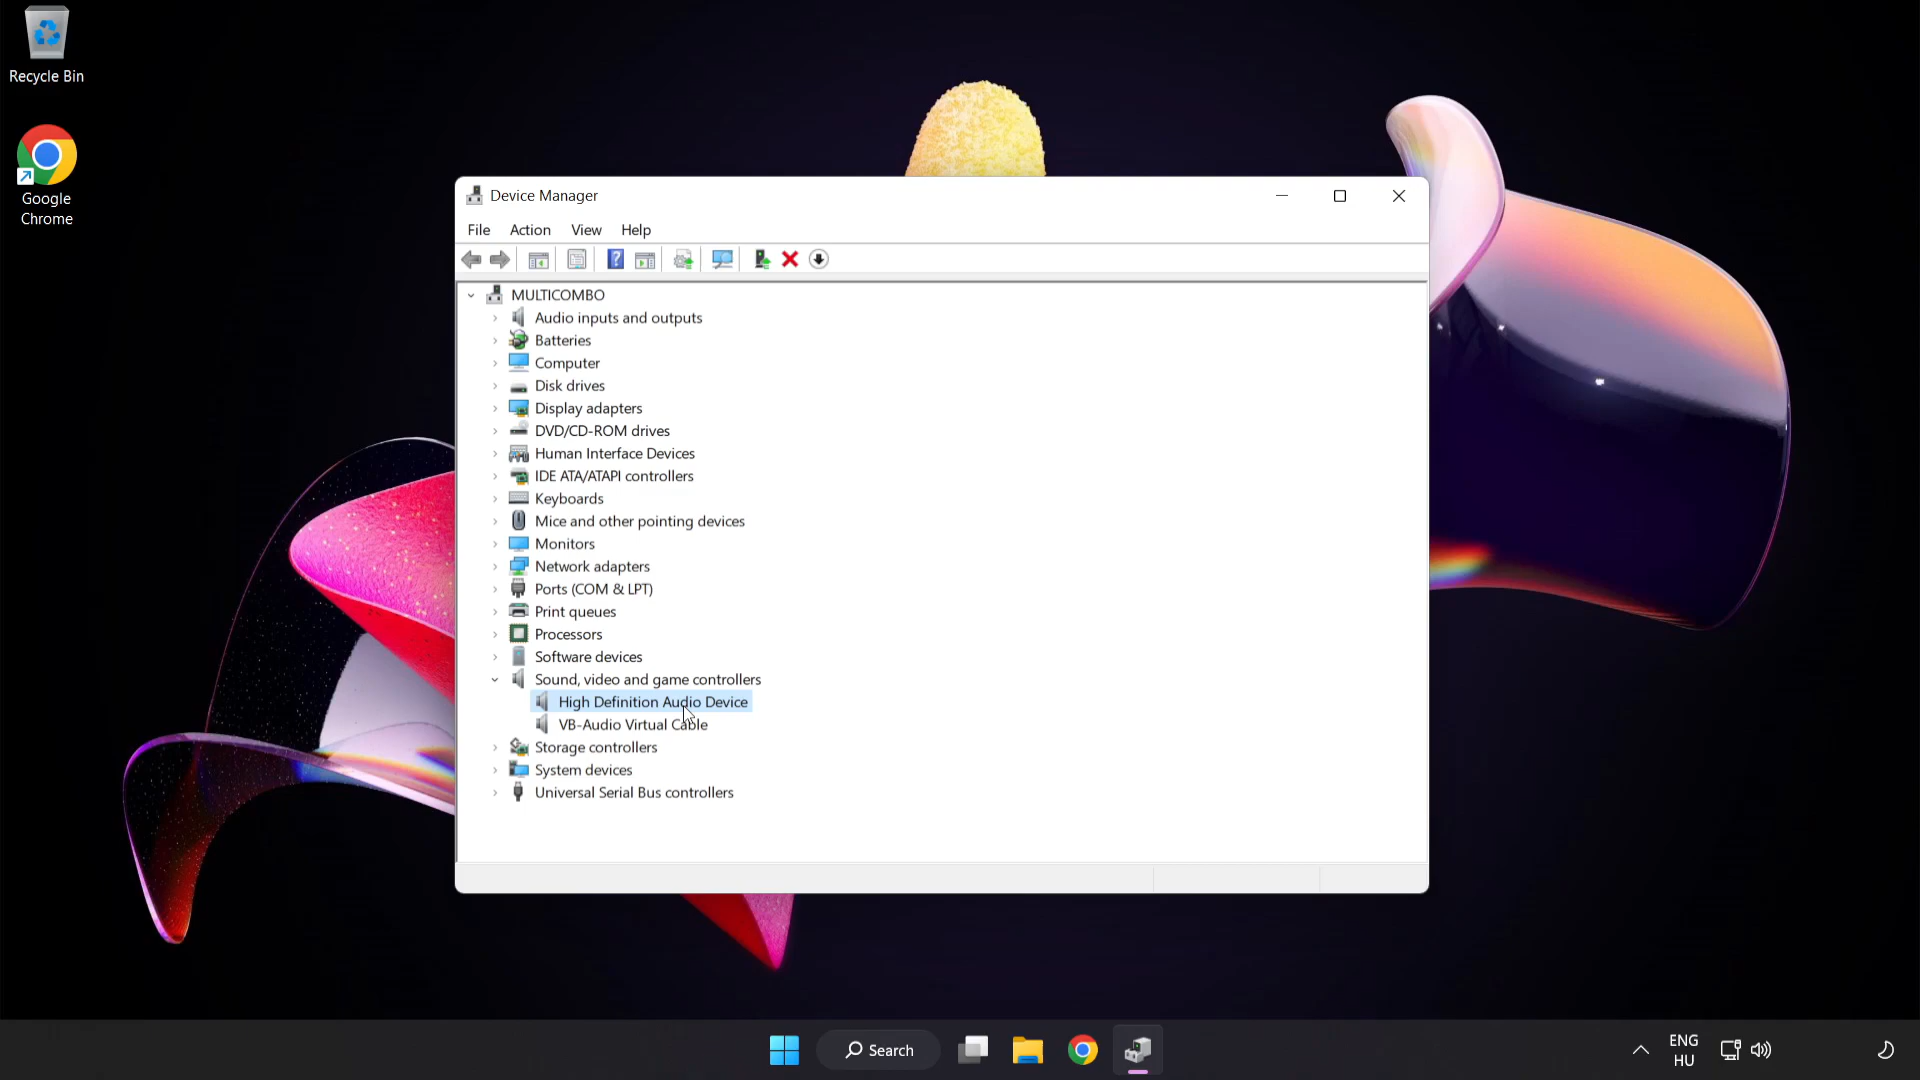 Recycle Bin
Google
Chrome
Device Manager
File Action View Help
MULTICOMBO
Audio inputs and outputs
Batteries
Computer
Disk drives
Display adapters
DVD/CD-ROM drives
Human Interface Devices
IDE ATA/ATAPI controllers
Keyboards
Mice and other pointing devices
Monitors
Network adapters
Ports (COM & LPT)
Print queues
Processors
Software devices
Sound, video and game controllers
High Definition Audio Device
VB-Audio Virtual Cable
Storage controllers
System devices
Universal Serial Bus controllers
Search
ENG
HU